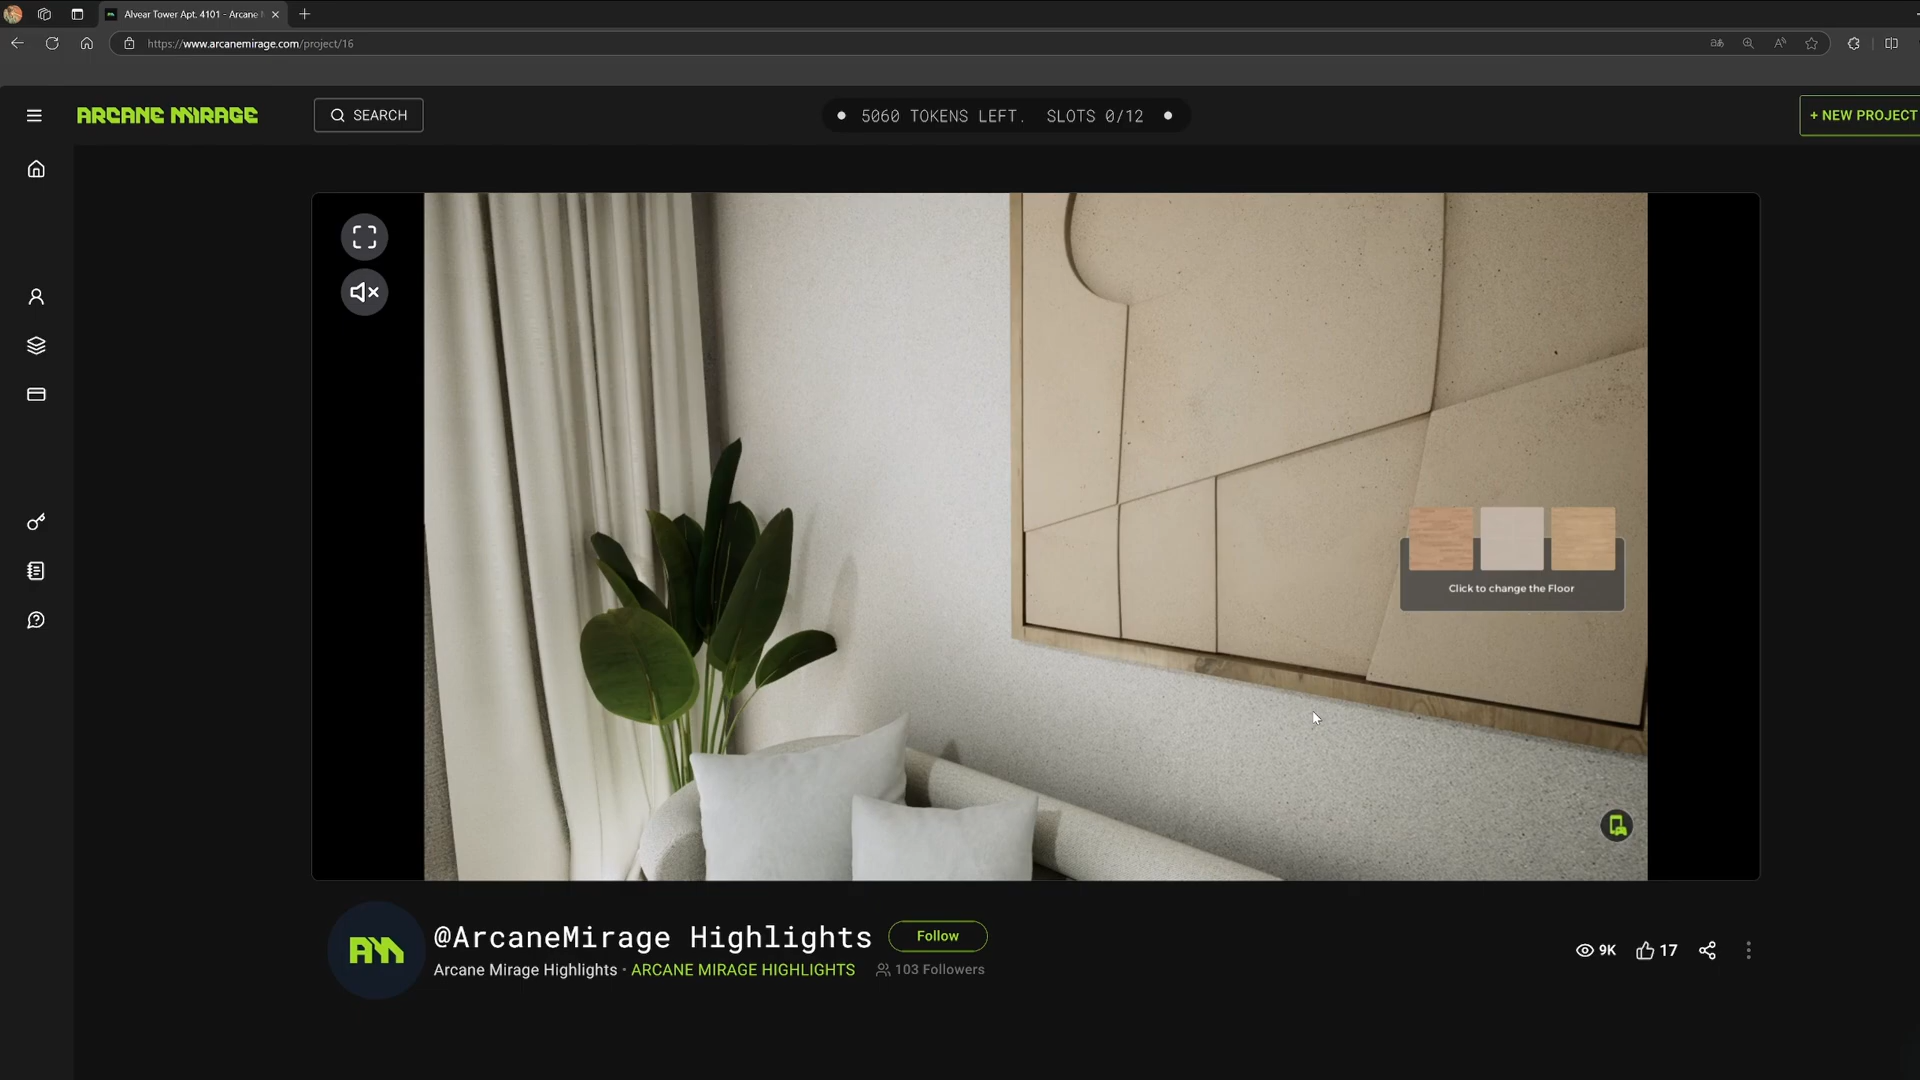 Alvear Tower Apt. 4101 - Arcane
https://www.arcanemirage.com/project/16
ARCANE MIRAGE
SEARCH
5060 TOKENS LEFT. SLOTS 0/12
+ NEW PROJECT
Click to change the Floor
AM
@ArcaneMirage Highlights
Follow
Arcane Mirage Highlights • ARCANE MIRAGE HIGHLIGHTS
103 Followers
9K
17